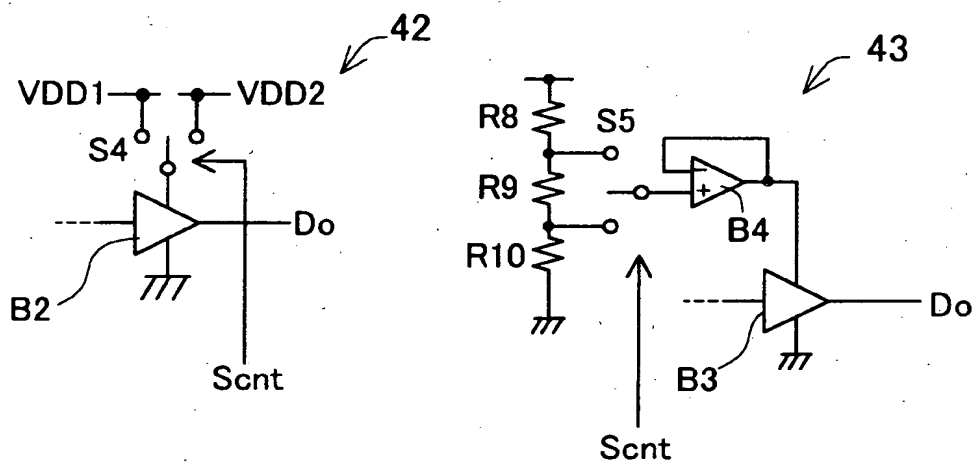 42
VDD1
VDD2
S4
Do
B2
Scnt
43
R8
S5
R9
R10
−
+
B4
Do
B3
Scnt